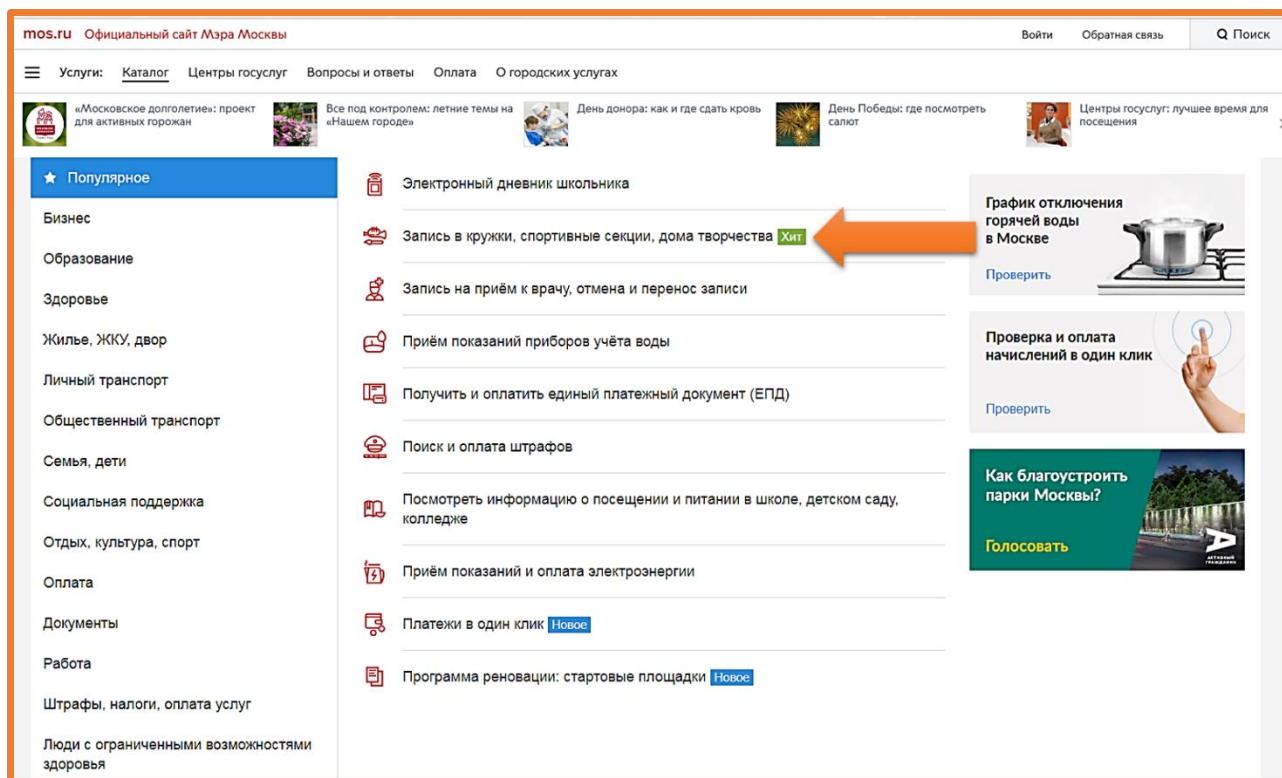 mos.ru Официальный сайт Мэра Москвы
Войти Обратная связь Поиск
Услуги: Каталог Центры госуслуг Вопросы и ответы Оплата О городских услугах
«Московское долголетие»: проект
для активных горожан
Все под контролем: летние темы на
«Нашем городе»
День донора: как и где сдать кровь
День Победы: где посмотреть
салют
Центры госуслуг: лучшее время для
посещения
Популярное
Бизнес
Образование
Здоровье
Жилье, ЖКУ, двор
Личный транспорт
Общественный транспорт
Семья, дети
Социальная поддержка
Отдых, культура, спорт
Оплата
Документы
Работа
Штрафы, налоги, оплата услуг
Люди с ограниченными возможностями
здоровья
Электронный дневник школьника
Запись в кружки, спортивные секции, дома творчества Хит
Запись на приём к врачу, отмена и перенос записи
Приём показаний приборов учёта воды
Получить и оплатить единый платежный документ (ЕПД)
Поиск и оплата штрафов
Посмотреть информацию о посещении и питании в школе, детском саду,
колледже
Приём показаний и оплата электроэнергии
Платежи в один клик Новое
Программа реновации: стартовые площадки Новое
График отключения
горячей воды
в Москве
Проверить
Проверка и оплата
начислений в один клик
Проверить
Как благоустроить
парки Москвы?
Голосовать
АКТИВНЫЙ
ГРАЖДАНИН